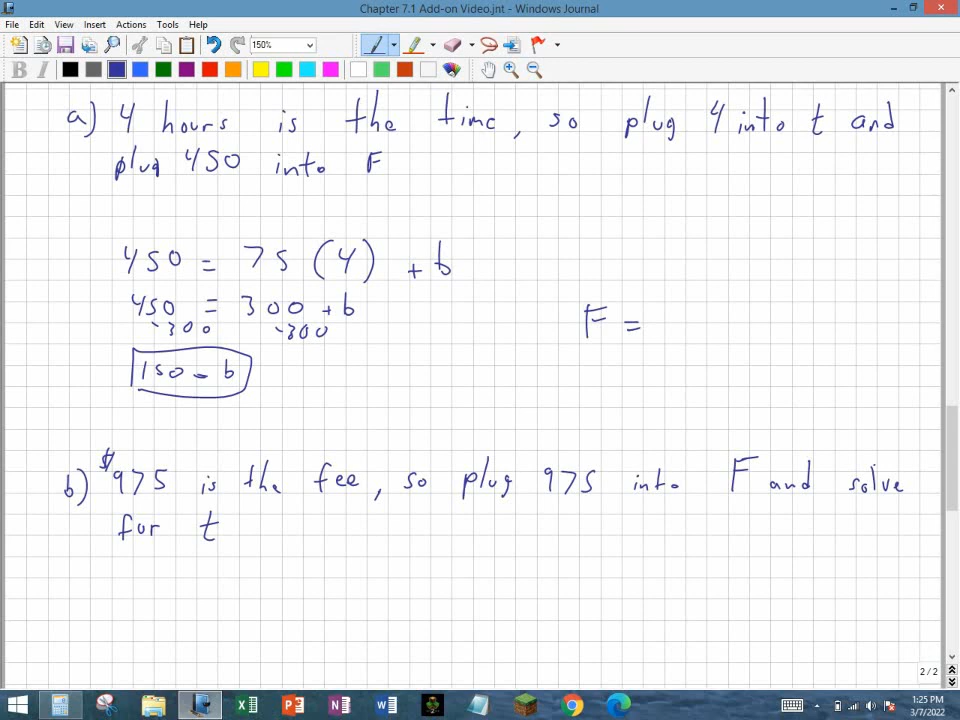 Chapter 7.1 Add-on Video.jnt - Windows Journal
File Edit View Insert Actions Tools Help
150%
B I
a) 4 hours is the time, so plug 4 into t and
plug 450 into F
450 = 75 (4) + b
450 = 300 + b
-300 -300
F =
150 = b
b) $975 is the fee, so plug 975 into F and solve
for t
2 / 2
1:25 PM
3/7/2022